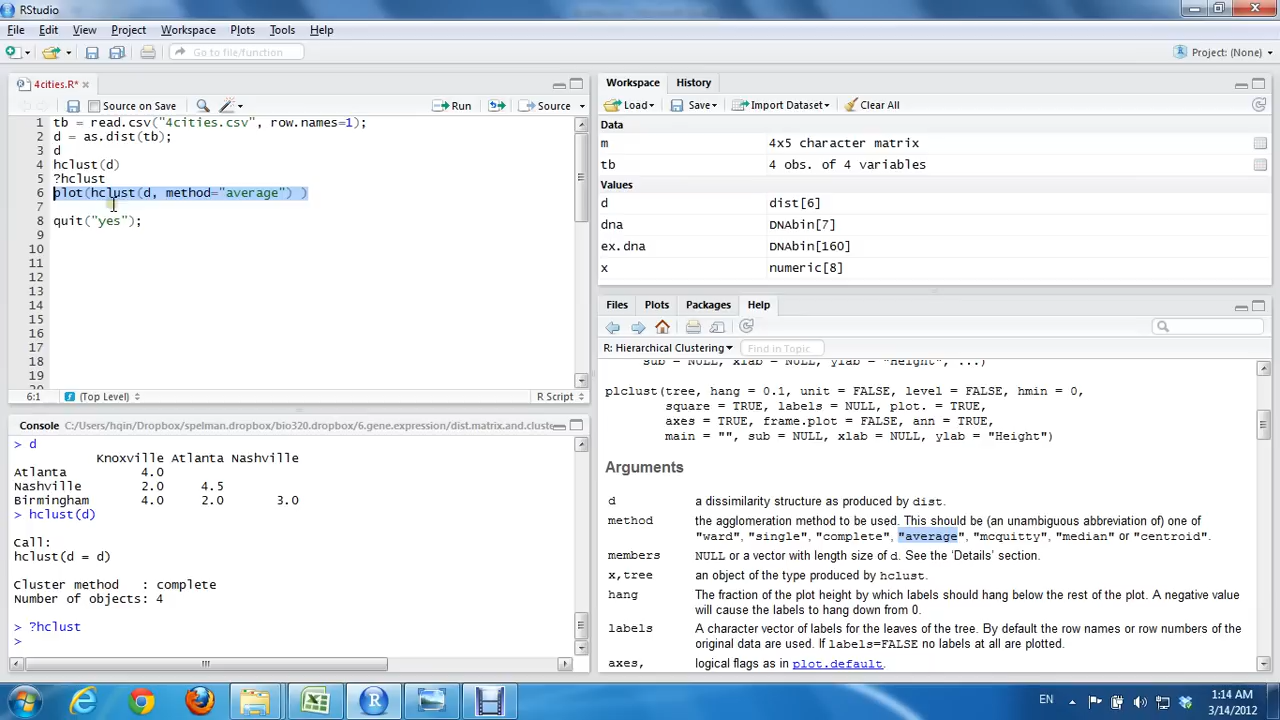 RStudio
File Edit View Project Workspace Plots Tools Help
Go to file/function Project: (None)
4cities.R*
Source on Save Run Source
1 tb = read.csv("4cities.csv", row.names=1);
2 d = as.dist(tb);
3 d
4 hclust(d)
5 ?hclust
6 plot(hclust(d, method="average") )
7
8 quit("yes");
9
10
11
12
13
14
15
16
17
18
19
20
6:1 (Top Level) R Script
Console C:/Users/hqin/Dropbox/spelman.dropbox/bio320.dropbox/6.gene.expression/dist.matrix.and.cluste
> d
Knoxville Atlanta Nashville
Atlanta 4.0
Nashville 2.0 4.5
Birmingham 4.0 2.0 3.0
> hclust(d)
Call:
hclust(d = d)
Cluster method : complete
Number of objects: 4
> ?hclust
>
Workspace History
Load Save Import Dataset Clear All
Data
m 4x5 character matrix
tb 4 obs. of 4 variables
Values
d dist[6]
dna DNAbin[7]
ex.dna DNAbin[160]
x numeric[8]
Files Plots Packages Help
R: Hierarchical Clustering Find in Topic
sub = NULL, xlab = NULL, ylab = "Height", ...)
plclust(tree, hang = 0.1, unit = FALSE, level = FALSE, hmin = 0,
square = TRUE, labels = NULL, plot. = TRUE,
axes = TRUE, frame.plot = FALSE, ann = TRUE,
main = "", sub = NULL, xlab = NULL, ylab = "Height")
Arguments
d a dissimilarity structure as produced by dist.
method the agglomeration method to be used. This should be (an unambiguous abbreviation of) one of
"ward", "single", "complete", "average", "mcquitty", "median" or "centroid".
members NULL or a vector with length size of d. See the ‘Details’ section.
x,tree an object of the type produced by hclust.
hang The fraction of the plot height by which labels should hang below the rest of the plot. A negative value
will cause the labels to hang down from 0.
labels A character vector of labels for the leaves of the tree. By default the row names or row numbers of the
original data are used. If labels=FALSE no labels at all are plotted.
axes, logical flags as in plot.default.
EN 1:14 AM
3/14/2012